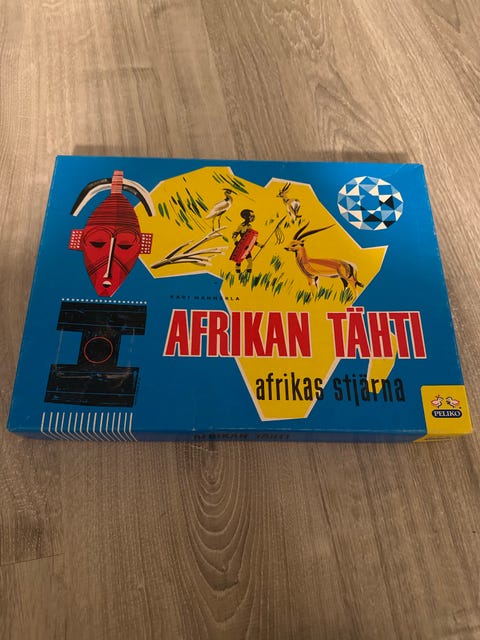 KARI MANNERLA
AFRIKAN TÄHTI
afrikas stjärna
PELIKO
AFRIKAN TÄHTI